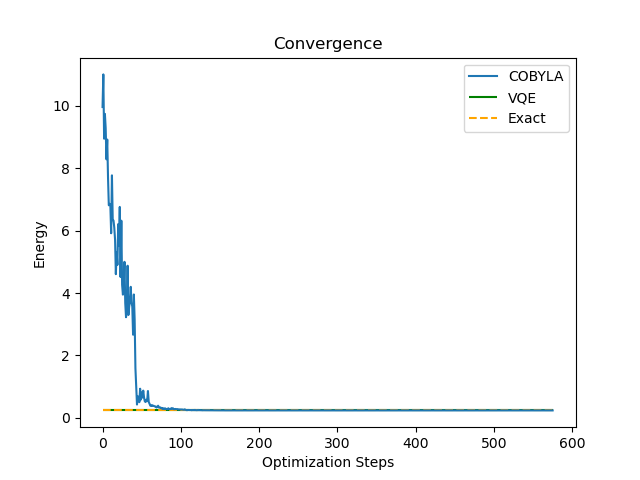 Convergence
COBYLA
VQE
Exact
Energy
10
8
6
4
2
0
0 100 200 300 400 500 600
Optimization Steps